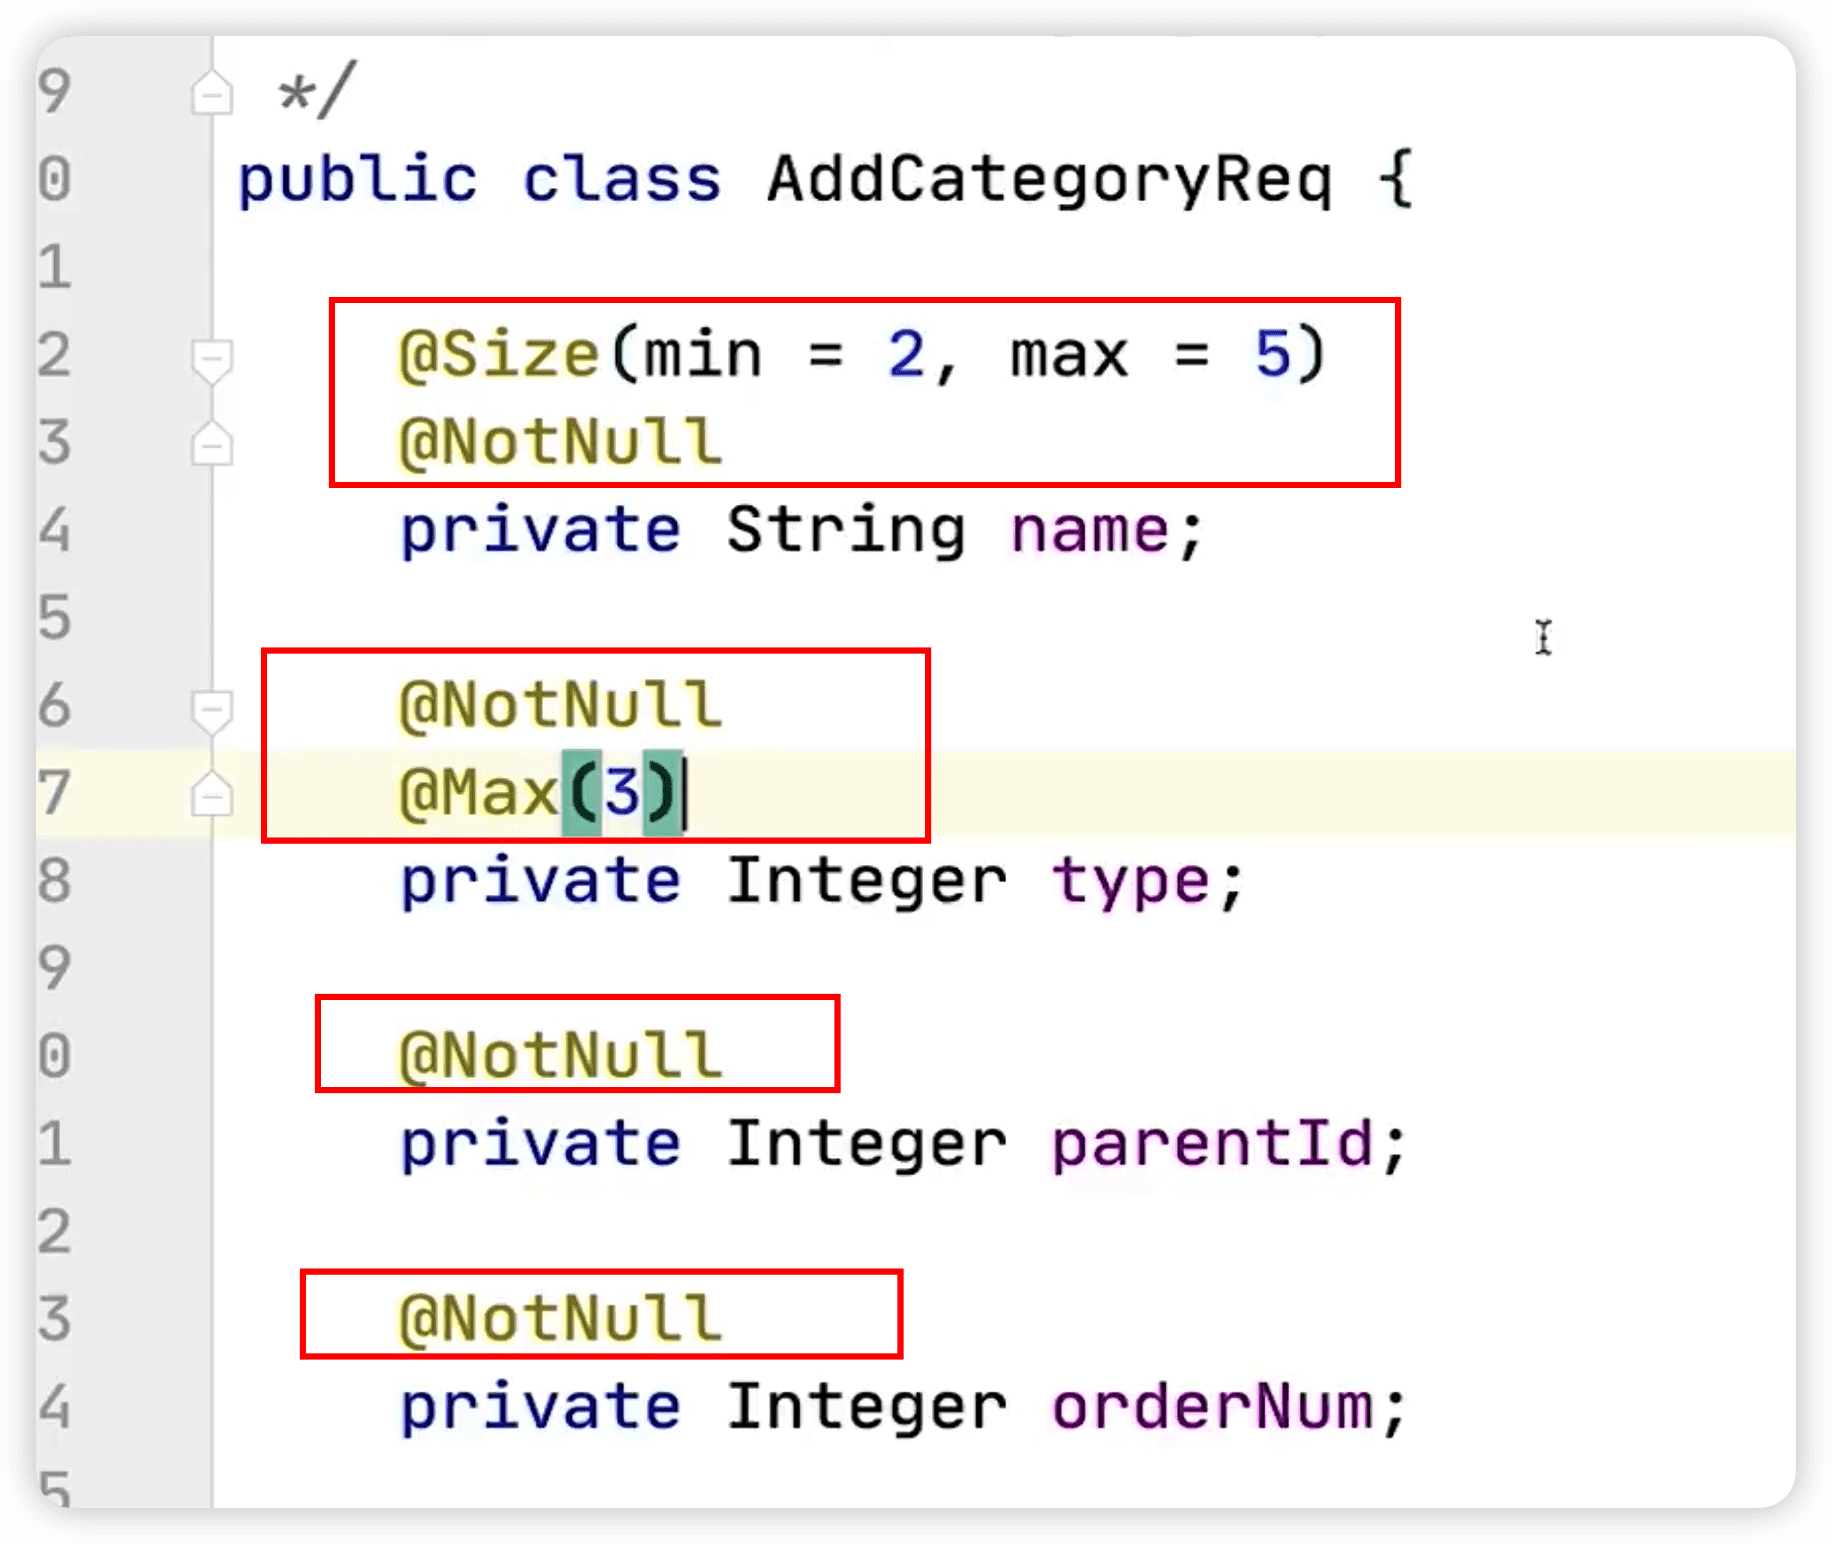 9 */
0 public class AddCategoryReq {
1
2 @Size(min = 2, max = 5)
3 @NotNull
4 private String name;
5
6 @NotNull
7 @Max(3)
8 private Integer type;
9
0 @NotNull
1 private Integer parentId;
2
3 @NotNull
4 private Integer orderNum;
5